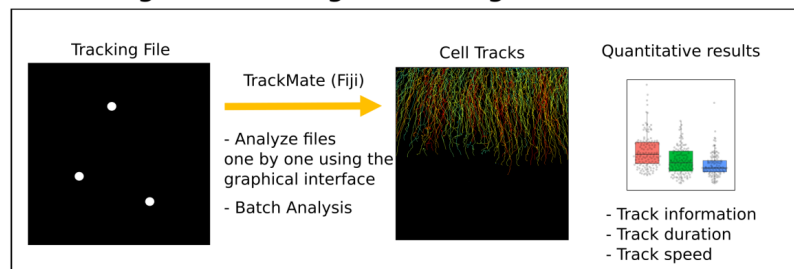 Tracking File
TrackMate (Fiji)
- Analyze files
one by one using the
graphical interface
- Batch Analysis
Cell Tracks
Quantitative results
- Track information
- Track duration
- Track speed